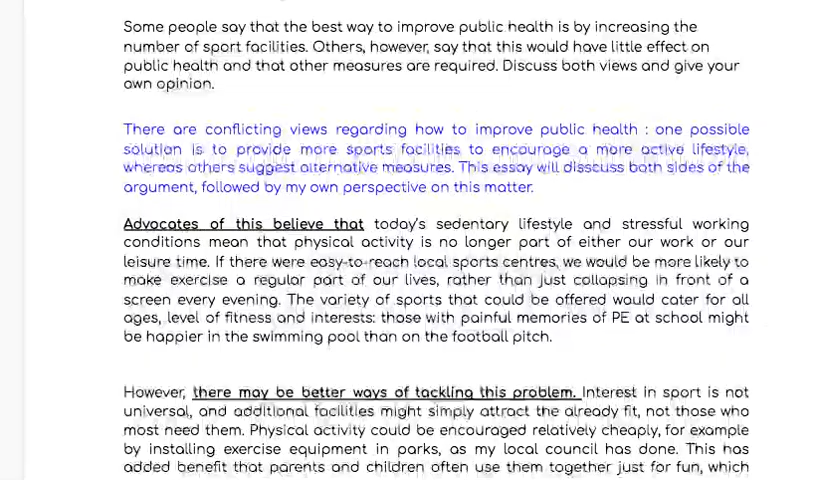 Some people say that the best way to improve public health is by increasing the
number of sport facilities. Others, however, say that this would have little effect on
public health and that other measures are required. Discuss both views and give your
own opinion.
There are conflicting views regarding how to improve public health : one possible
solution is to provide more sports facilities to encourage a more active lifestyle,
whereas others suggest alternative measures. This essay will disscuss both sides of the
argument, followed by my own perspective on this matter.
Advocates of this believe that today's sedentary lifestyle and stressful working
conditions mean that physical activity is no longer part of either our work or our
leisure time. If there were easy-to-reach local sports centres, we would be more likely to
make exercise a regular part of our lives, rather than just collapsing in front of a
screen every evening. The variety of sports that could be offered would cater for all
ages, level of fitness and interests: those with painful memories of PE at school might
be happier in the swimming pool than on the football pitch.
However, there may be better ways of tackling this problem. Interest in sport is not
universal, and additional facilities might simply attract the already fit, not those who
most need them. Physical activity could be encouraged relatively cheaply, for example
by installing exercise equipment in parks, as my local council has done. This has
added benefit that parents and children often use them together just for fun, which